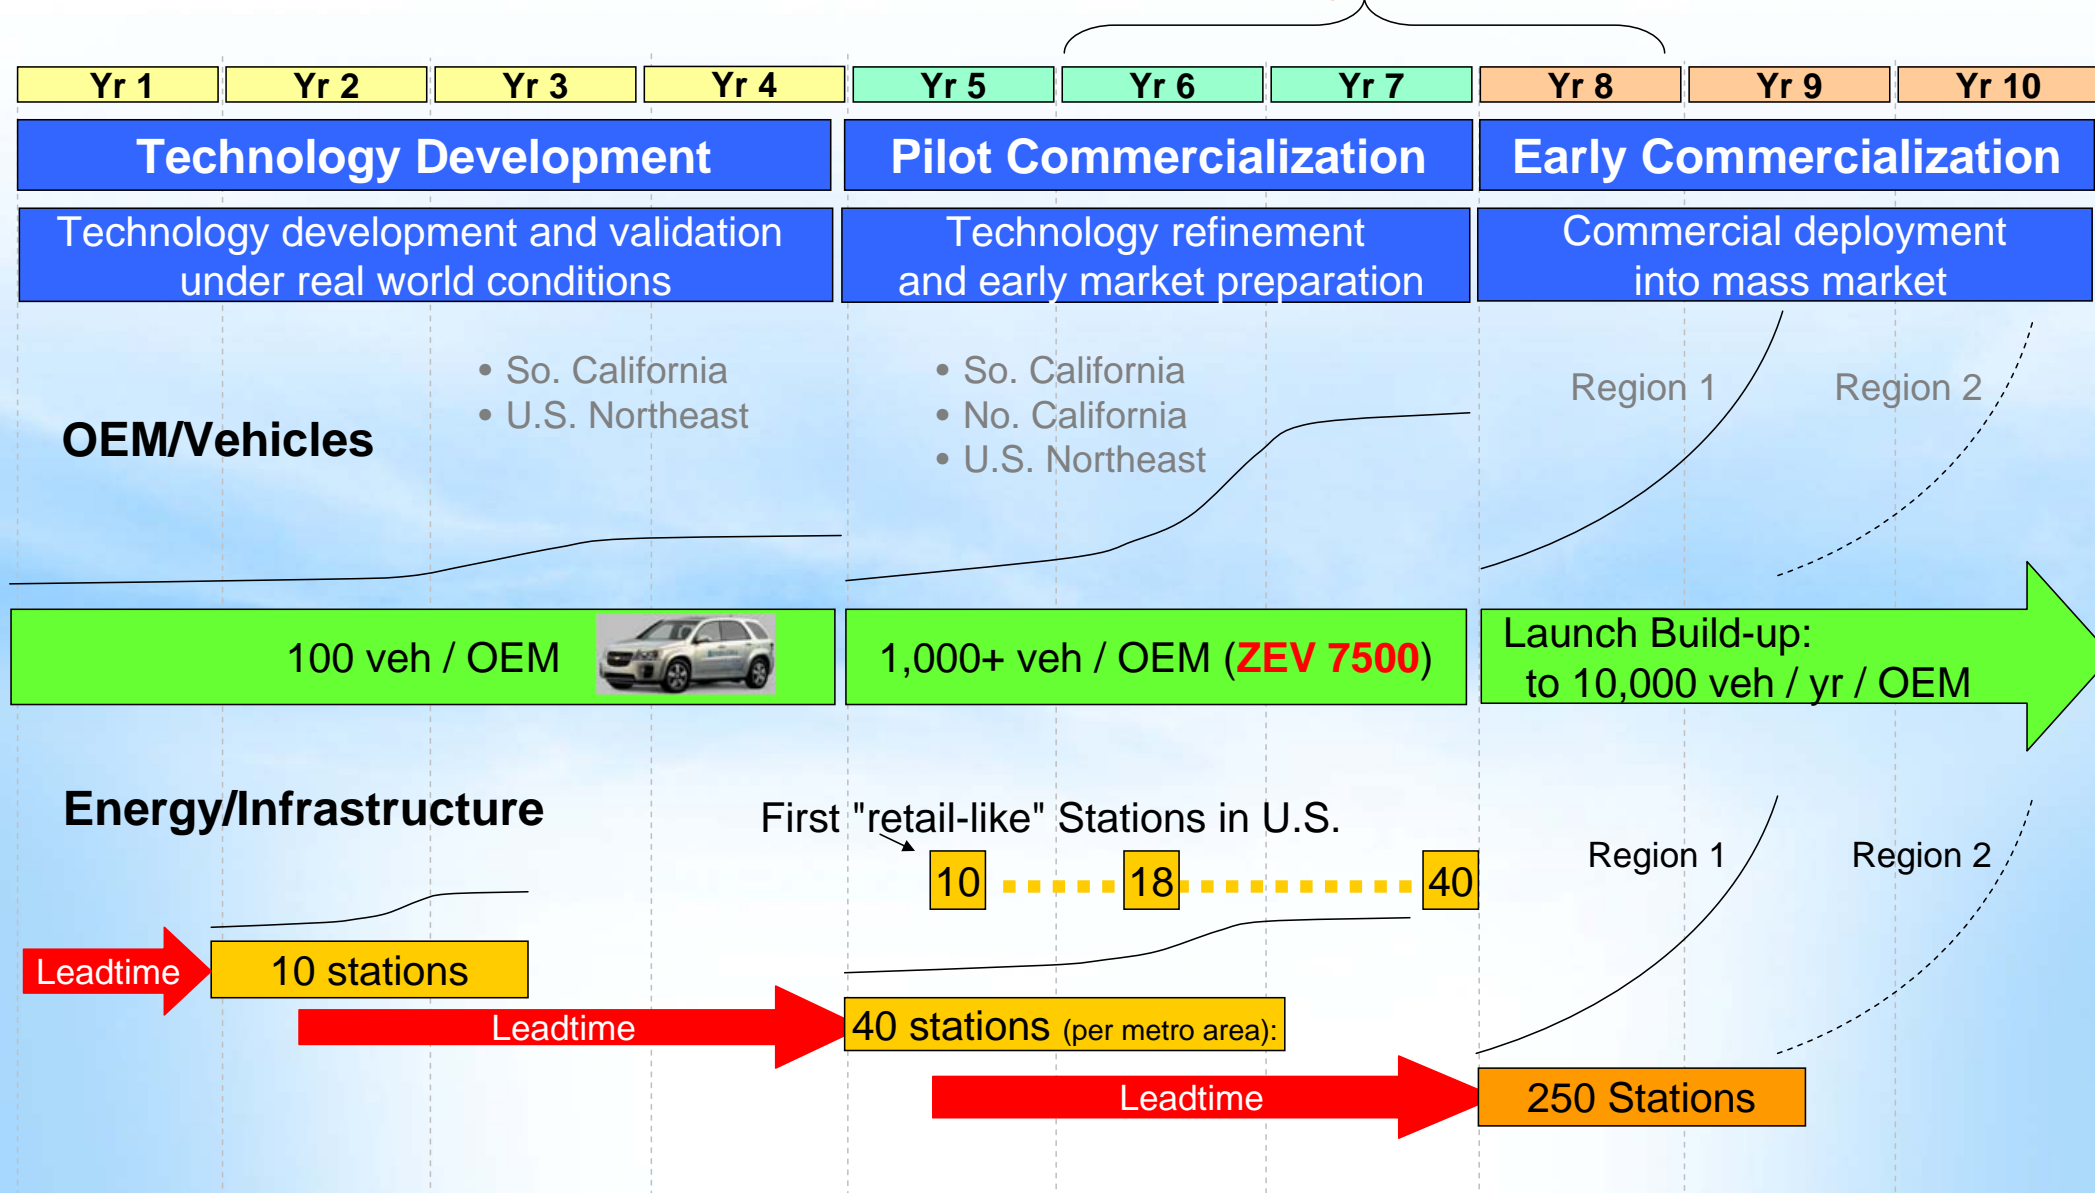 Yr 1
Yr 2
Yr 3
Yr 4
Yr 5
Yr 6
Yr 7
Yr 8
Yr 9
Yr 10
Technology Development
Pilot Commercialization
Early Commercialization
Technology development and validation
under real world conditions
Technology refinement
and early market preparation
Commercial deployment
into mass market
OEM/Vehicles
• So. California
• U.S. Northeast
• So. California
• No. California
• U.S. Northeast
Region 1
Region 2
100 veh / OEM
1,000+ veh / OEM (ZEV 7500)
Launch Build-up:
to 10,000 veh / yr / OEM
Energy/Infrastructure
First "retail-like" Stations in U.S.
10
18
40
Region 1
Region 2
Leadtime
10 stations
Leadtime
40 stations (per metro area):
Leadtime
250 Stations